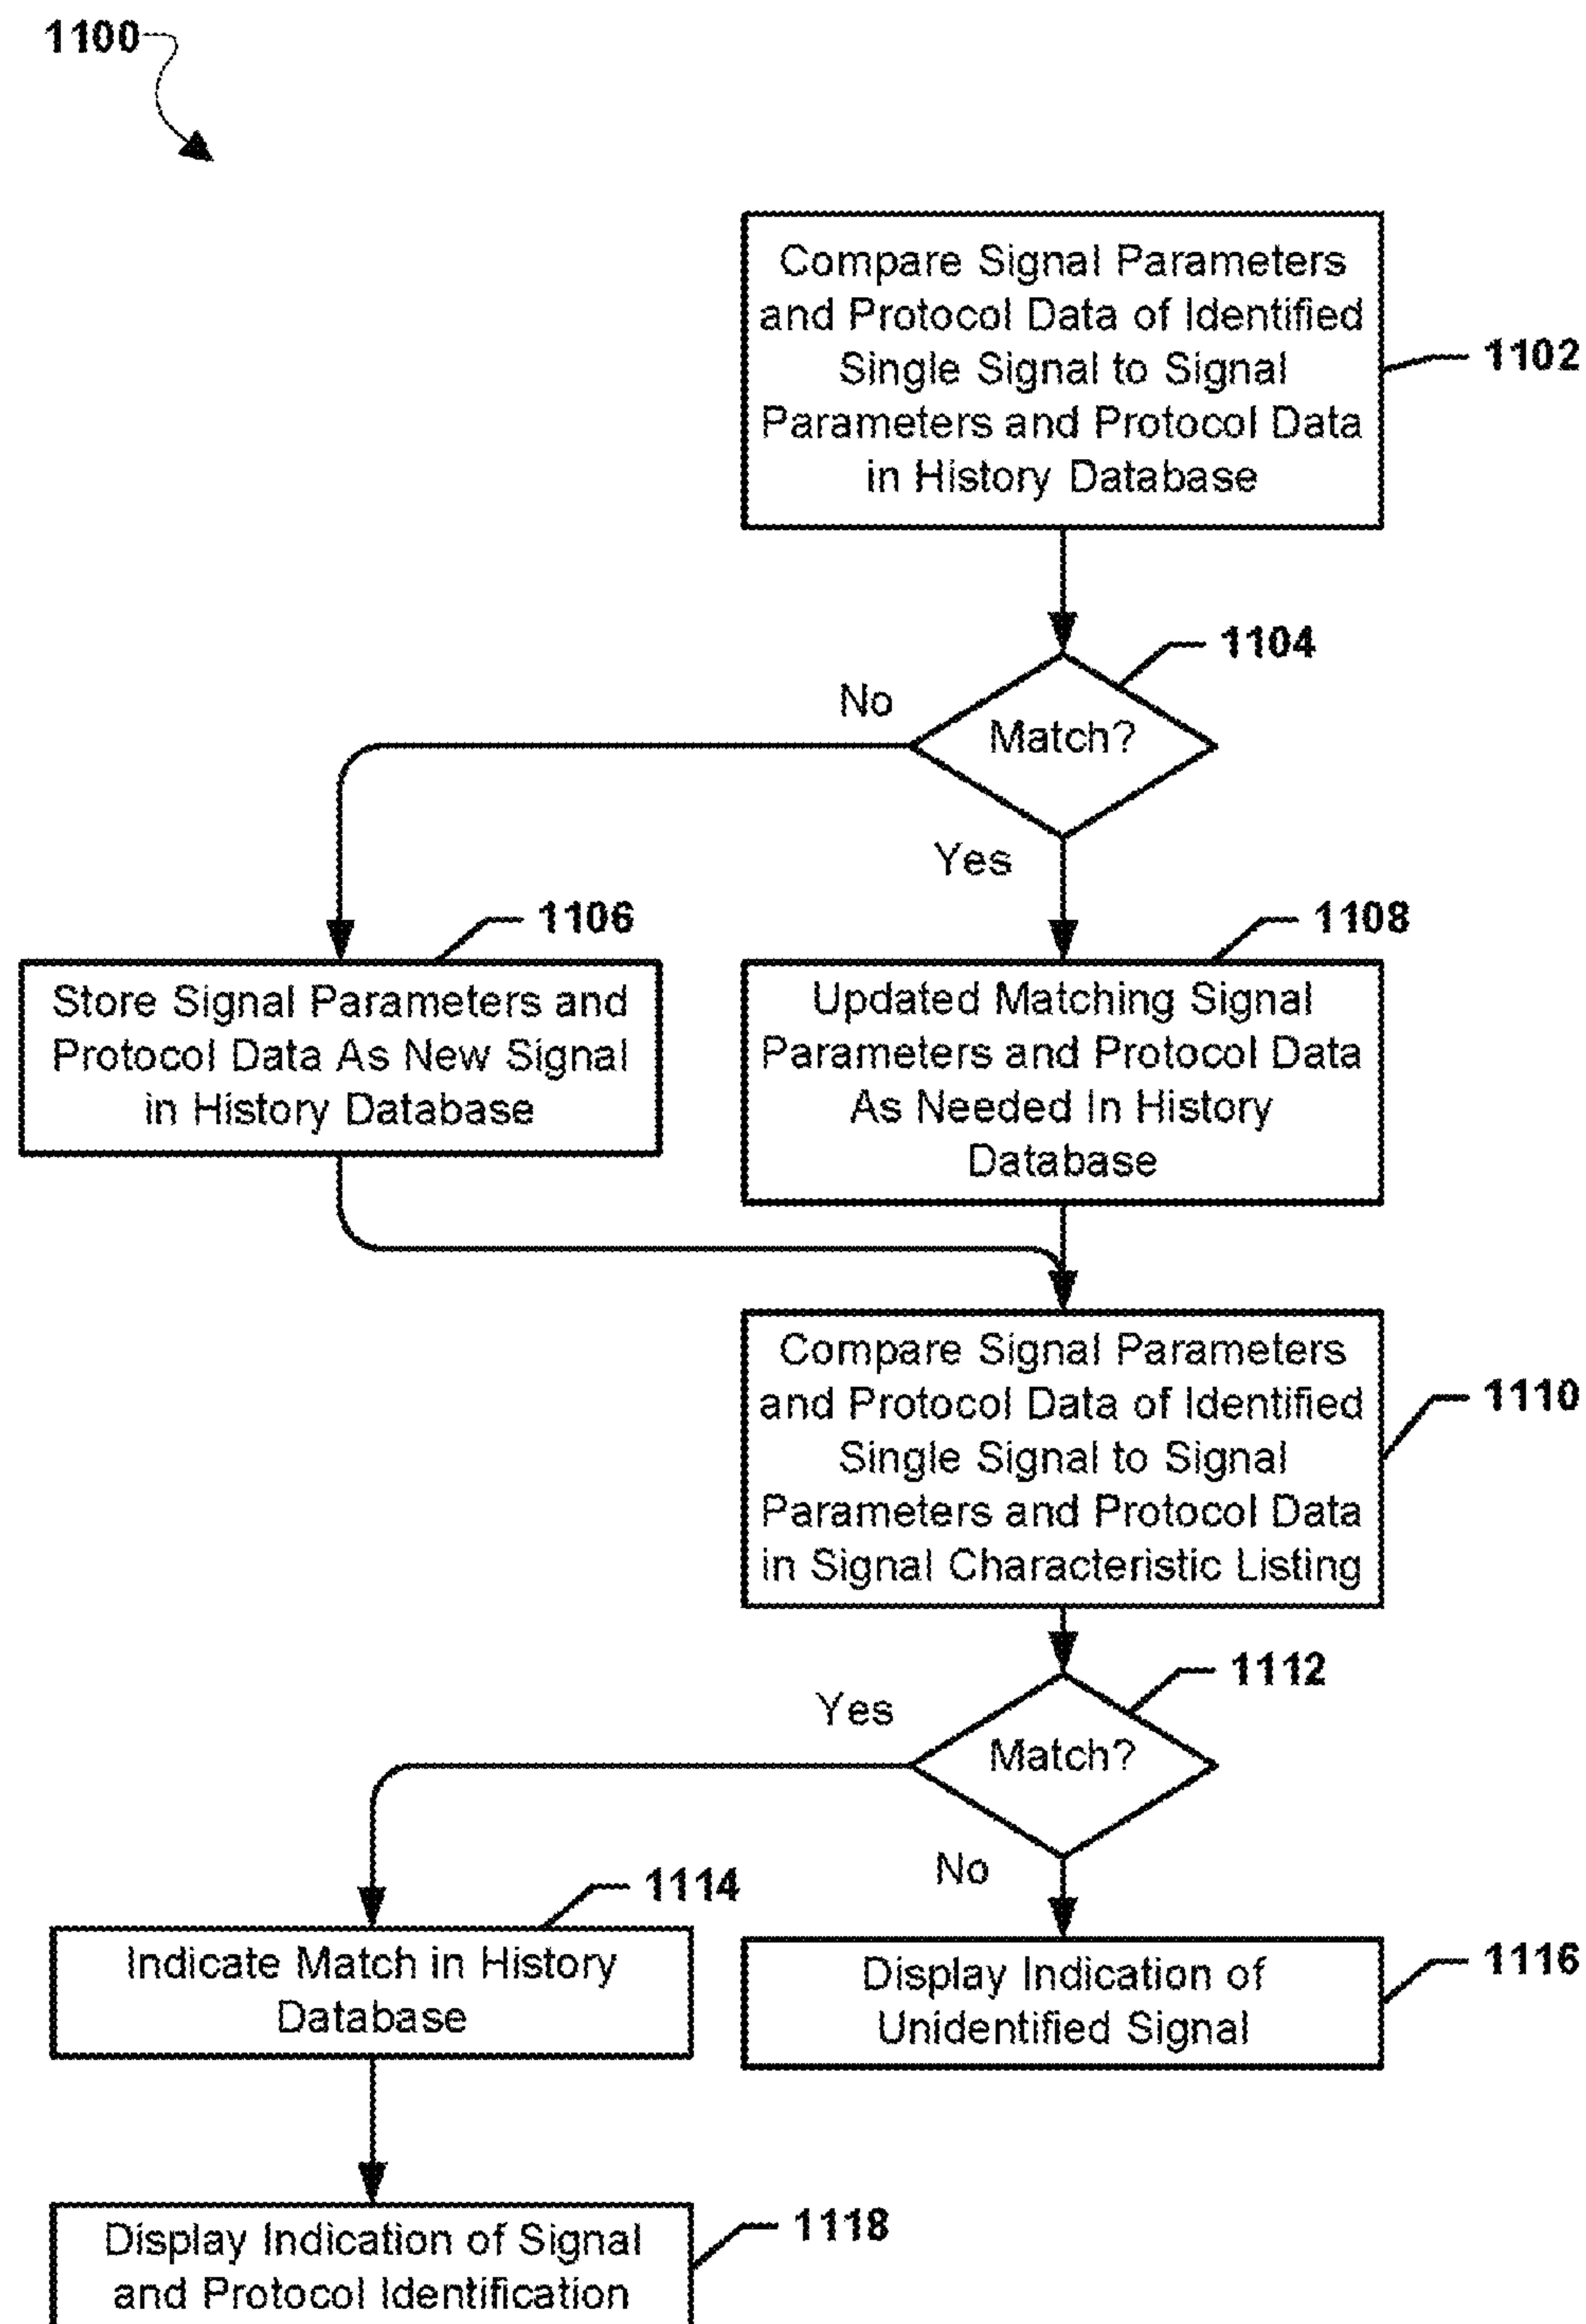 1100
Compare Signal Parameters
and Protocol Data of Identified
Single Signal to Signal
Parameters and Protocol Data
in History Database
1102
1104
No
Match?
Yes
1106
1108
Store Signal Parameters and
Protocol Data As New Signal
in History Database
Updated Matching Signal
Parameters and Protocol Data
As Needed In History
Database
Compare Signal Parameters
and Protocol Data of Identified
Single Signal to Signal
Parameters and Protocol Data
in Signal Characteristic Listing
1110
1112
Yes
Match?
No
1114
Indicate Match in History
Database
Display Indication of
Unidentified Signal
1116
Display Indication of Signal
and Protocol Identification
1118